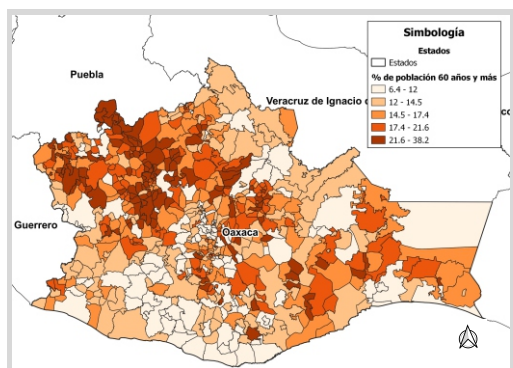 Simbología
Estados
Estados
% de población 60 años y más
6.4 - 12
12 - 14.5
14.5 - 17.4
17.4 - 21.6
21.6 - 38.2
Puebla
Veracruz de Ignacio
Guerrero
Oaxaca